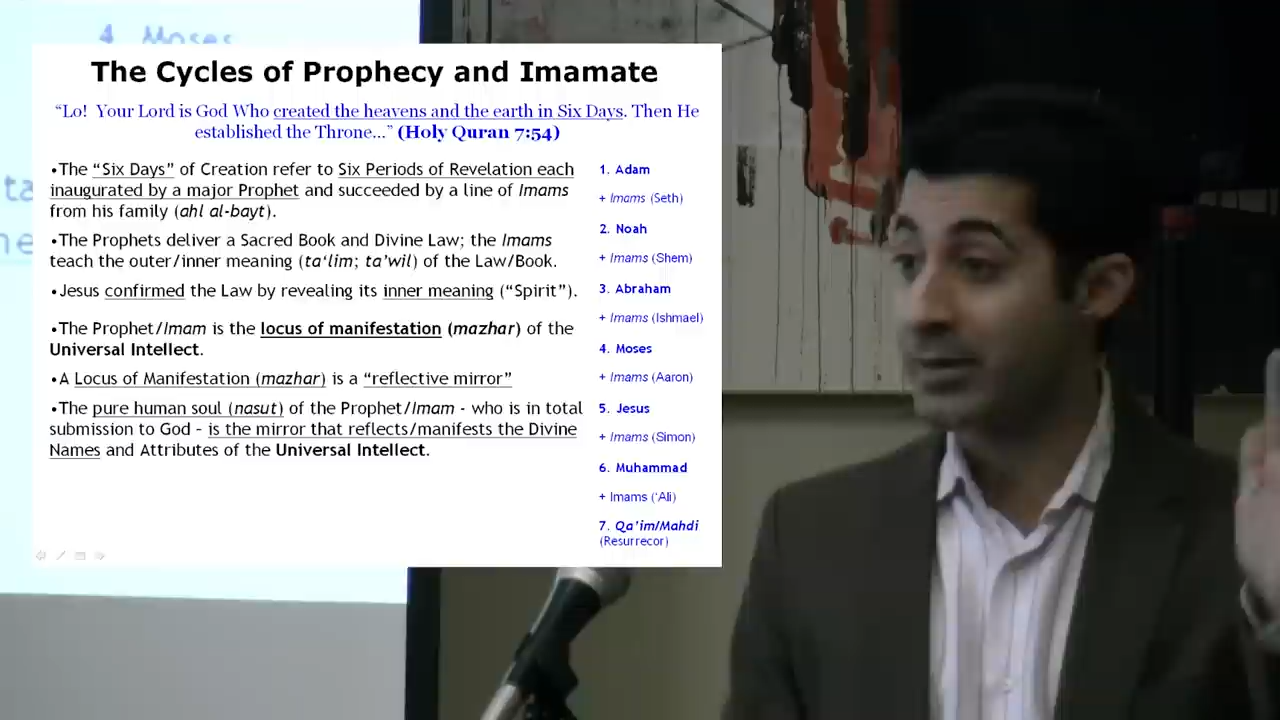 4. Moses
ta
ne
The Cycles of Prophecy and Imamate
“Lo! Your Lord is God Who created the heavens and the earth in Six Days. Then He
established the Throne...” (Holy Quran 7:54)
•The “Six Days” of Creation refer to Six Periods of Revelation each
inaugurated by a major Prophet and succeeded by a line of Imams
from his family (ahl al-bayt).
•The Prophets deliver a Sacred Book and Divine Law; the Imams
teach the outer/inner meaning (ta‘lim; ta’wil) of the Law/Book.
•Jesus confirmed the Law by revealing its inner meaning (“Spirit”).
•The Prophet/Imam is the locus of manifestation (mazhar) of the
Universal Intellect.
•A Locus of Manifestation (mazhar) is a “reflective mirror”
•The pure human soul (nasut) of the Prophet/Imam - who is in total
submission to God – is the mirror that reflects/manifests the Divine
Names and Attributes of the Universal Intellect.
1. Adam
+ Imams (Seth)
2. Noah
+ Imams (Shem)
3. Abraham
+ Imams (Ishmael)
4. Moses
+ Imams (Aaron)
5. Jesus
+ Imams (Simon)
6. Muhammad
+ Imams (‘Ali)
7. Qa’im/Mahdi
(Resurrecor)